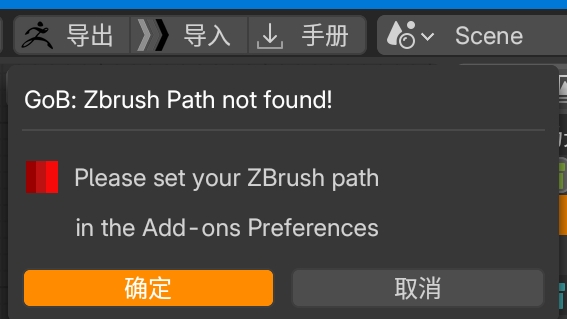 导出 导入 手册 Scene
GoB: Zbrush Path not found!
Please set your ZBrush path
in the Add-ons Preferences
确定 取消